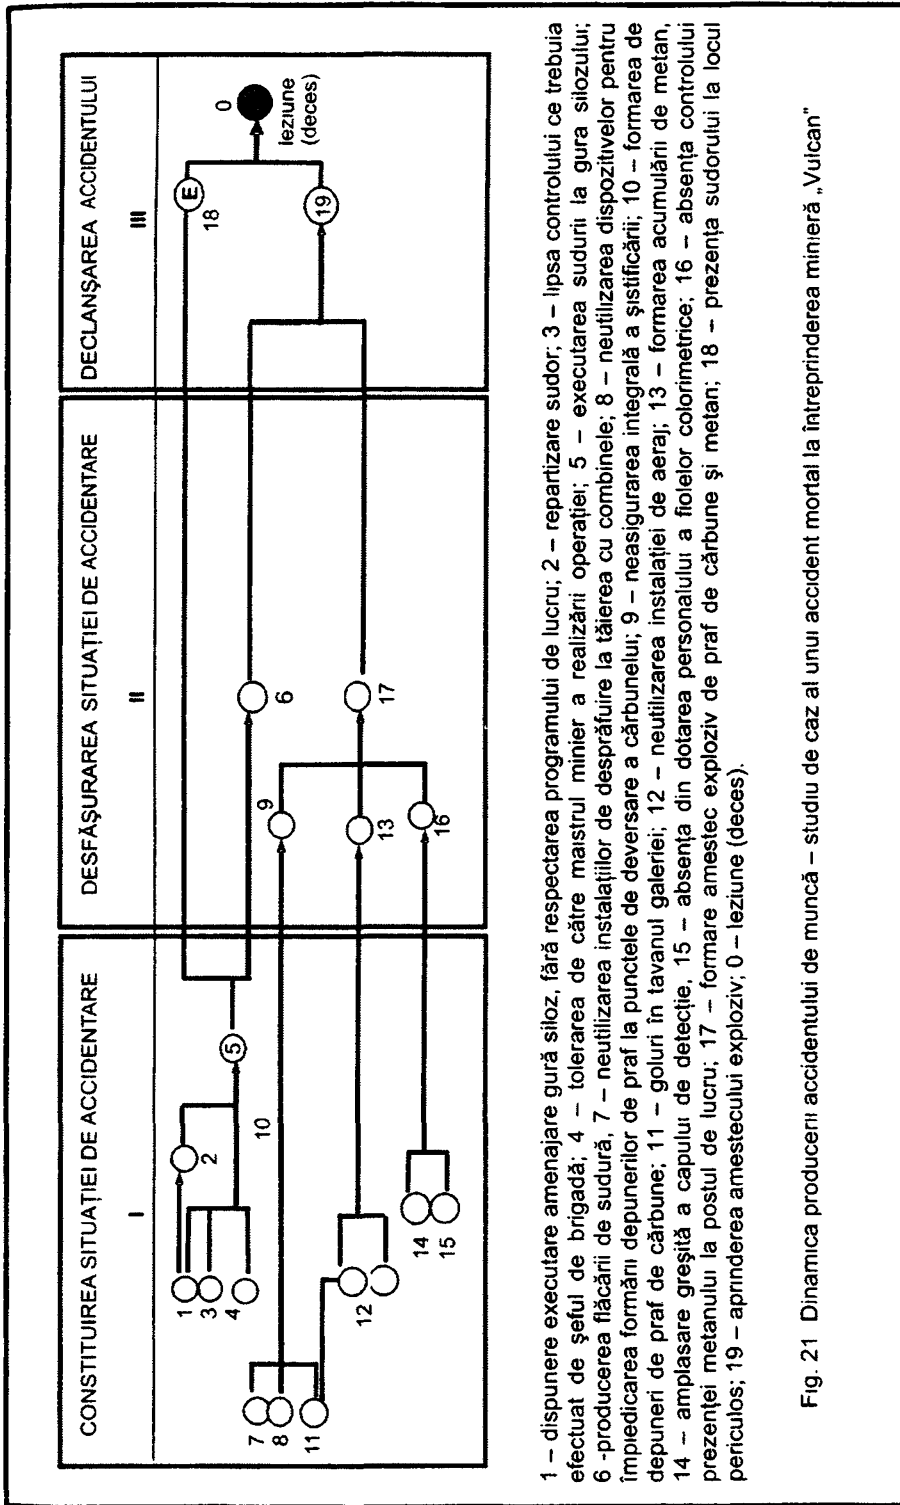 CONSTITUIREA SITUAȚIEI DE ACCIDENTARE
I
DESFĂȘURAREA SITUAȚIEI DE ACCIDENTARE
II
DECLANȘAREA ACCIDENTULUI
III
1
3
4
2
5
7
8
11
10
12
14
15
9
13
16
6
17
E
18
19
0
leziune
(deces)
1 – dispunere executare amenajare gură siloz, fără respectarea programului de lucru; 2 – repartizare sudor; 3 – lipsa controlului ce trebuia
efectuat de șeful de brigadă; 4 – tolerarea de către maistrul minier a realizării operației; 5 – executarea sudurii la gura silozului;
6 -producerea flăcării de sudură, 7 – neutilizarea instalațiilor de desprăfuire la tăierea cu combinele; 8 – neutilizarea dispozitivelor pentru
împiedicarea formării depunerilor de praf la punctele de deversare a cărbunelui; 9 – neasigurarea integrală a șistificării; 10 – formarea de
depuneri de praf de cărbune; 11 – goluri în tavanul galeriei; 12 – neutilizarea instalației de aeraj; 13 – formarea acumulării de metan,
14 – amplasare greșită a capului de detecție, 15 – absența din dotarea personalului a fiolelor colorimetrice; 16 – absența controlului
prezenței metanului la postul de lucru; 17 – formare amestec exploziv de praf de cărbune și metan; 18 – prezența sudorului la locul
periculos; 19 – aprinderea amestecului exploziv; 0 – leziune (deces).
Fig. 21 Dinamica producerii accidentului de muncă – studiu de caz al unui accident mortal la întreprinderea minieră „Vulcan”